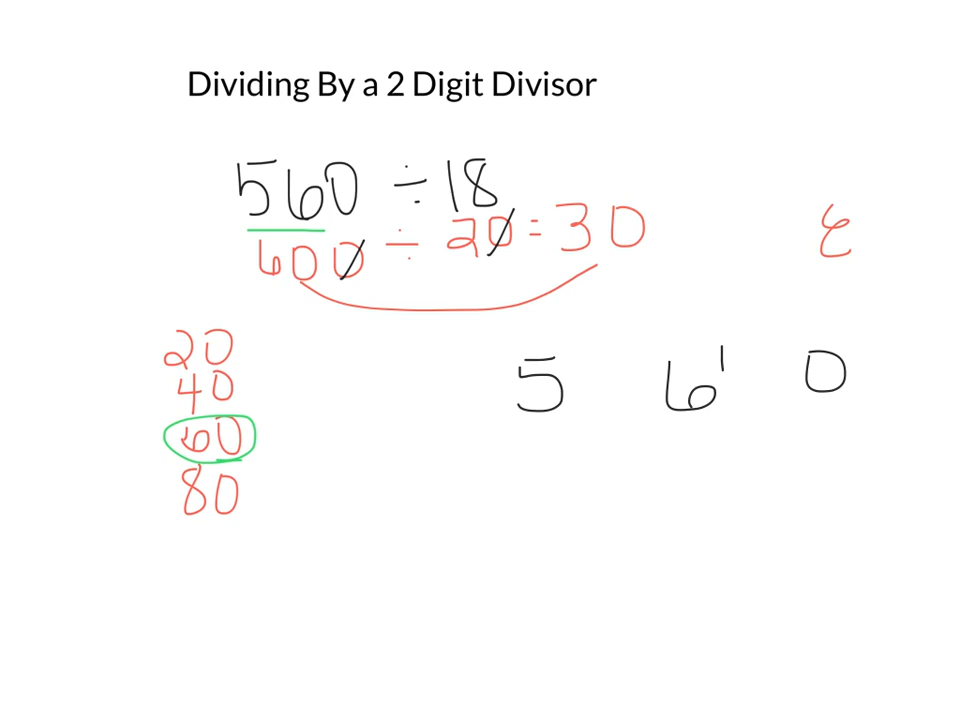 Dividing By a 2 Digit Divisor
560 ÷ 18
600 ÷ 20 = 30
20
40
60
80
5 6' 0